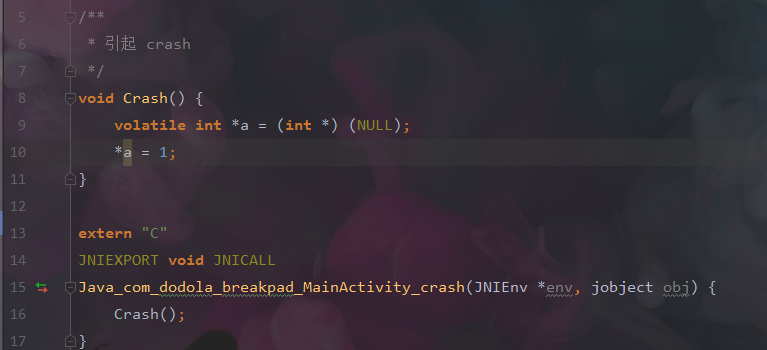 5 /**
6 * 引起 crash
7 */
8 void Crash() {
9 volatile int *a = (int *) (NULL);
10 *a = 1;
11 }
12
13 extern "C"
14 JNIEXPORT void JNICALL
15 Java_com_dodola_breakpad_MainActivity_crash(JNIEnv *env, jobject obj) {
16 Crash();
17 }